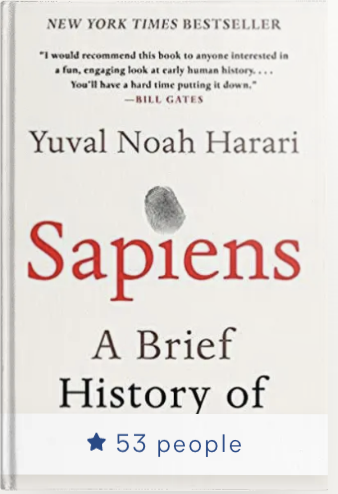 NEW YORK TIMES BESTSELLER
"I would recommend this book to anyone interested in
a fun, engaging look at early human history. . . .
You'll have a hard time putting it down."
—BILL GATES
Yuval Noah Harari
Sapiens
A Brief
History of
★ 53 people